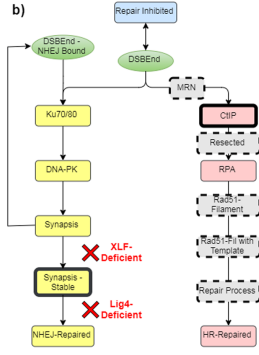 b)
Repair Inhibited
DSBEnd -
NHEJ Bound
DSBEnd
MRN
Ku70/80
CtIP
Resected
DNA-PK
RPA
Rad51-
Filament
Synapsis
XLF-
Deficient
Rad51-Fil with
Template
Synapsis -
Stable
Lig4-
Deficient
Repair Process
NHEJ-Repaired
HR-Repaired